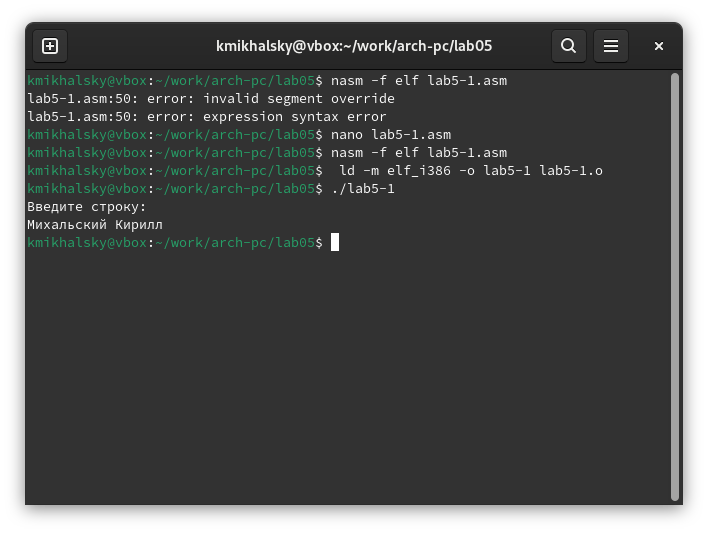 kmikhalsky@vbox:~/work/arch-pc/lab05
kmikhalsky@vbox:~/work/arch-pc/lab05$ nasm -f elf lab5-1.asm
lab5-1.asm:50: error: invalid segment override
lab5-1.asm:50: error: expression syntax error
kmikhalsky@vbox:~/work/arch-pc/lab05$ nano lab5-1.asm
kmikhalsky@vbox:~/work/arch-pc/lab05$ nasm -f elf lab5-1.asm
kmikhalsky@vbox:~/work/arch-pc/lab05$  ld -m elf_i386 -o lab5-1 lab5-1.o
kmikhalsky@vbox:~/work/arch-pc/lab05$ ./lab5-1
Введите строку:
Михальский Кирилл
kmikhalsky@vbox:~/work/arch-pc/lab05$